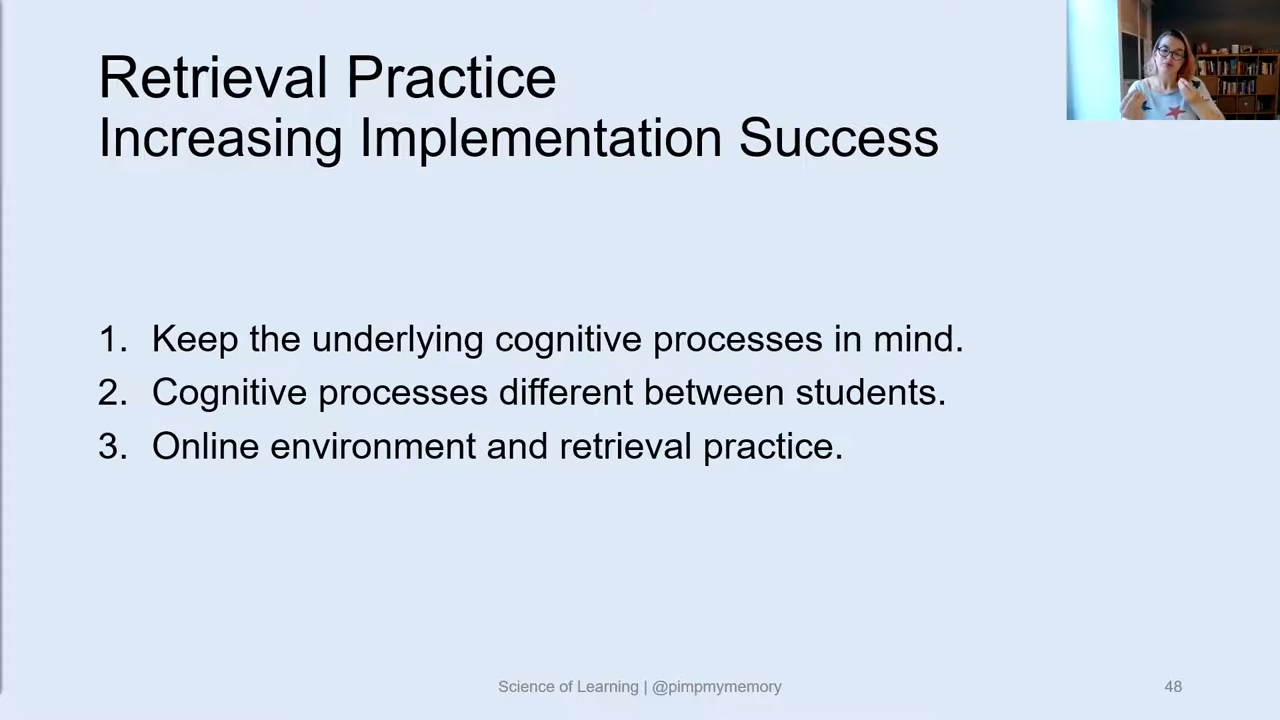 Retrieval Practice
Increasing Implementation Success
1. Keep the underlying cognitive processes in mind.
2. Cognitive processes different between students.
3. Online environment and retrieval practice.
Science of Learning | @pimpmymemory
48